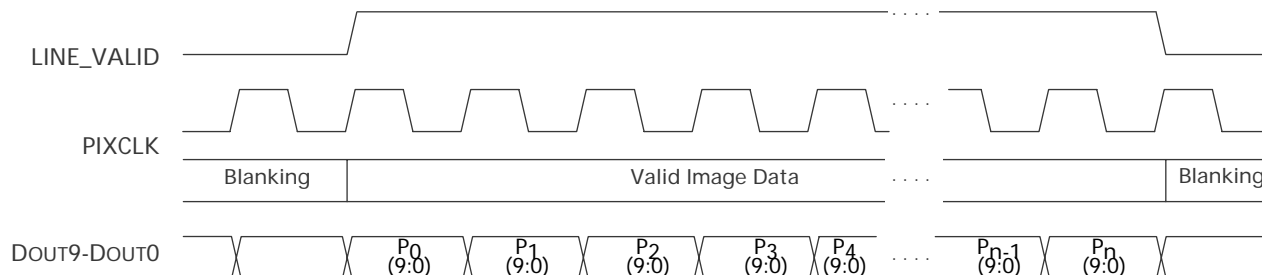 LINE_VALID
. . . .
PIXCLK
. . . .
Blanking
Valid Image Data
. . . .
Blanking
DOUT9-DOUT0
P0 (9:0)
P1 (9:0)
P2 (9:0)
P3 (9:0)
P4 (9:0)
. . . .
Pn-1 (9:0)
Pn (9:0)